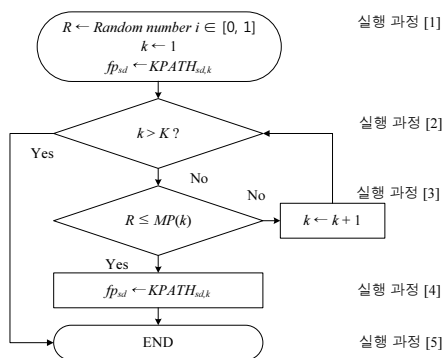 R ← Random number i ∈ [0, 1]
k ← 1
fp_sd ← KPATH_sd,k
실행 과정 [1]
k > K ?
실행 과정 [2]
Yes
No
R ≤ MP(k)
No
k ← k + 1
실행 과정 [3]
Yes
fp_sd ← KPATH_sd,k
실행 과정 [4]
END
실행 과정 [5]